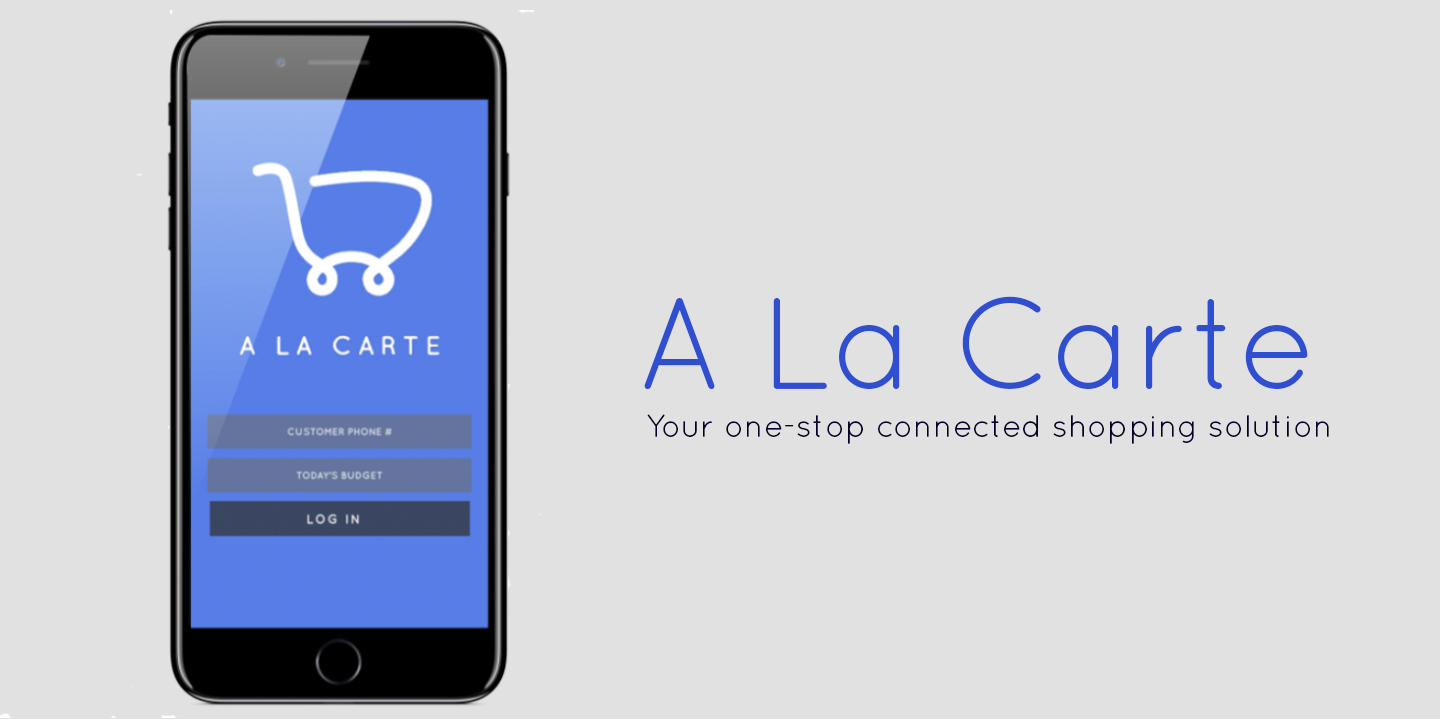 A LA CARTE
CUSTOMER PHONE #
TODAY'S BUDGET
LOG IN
A La Carte
Your one-stop connected shopping solution